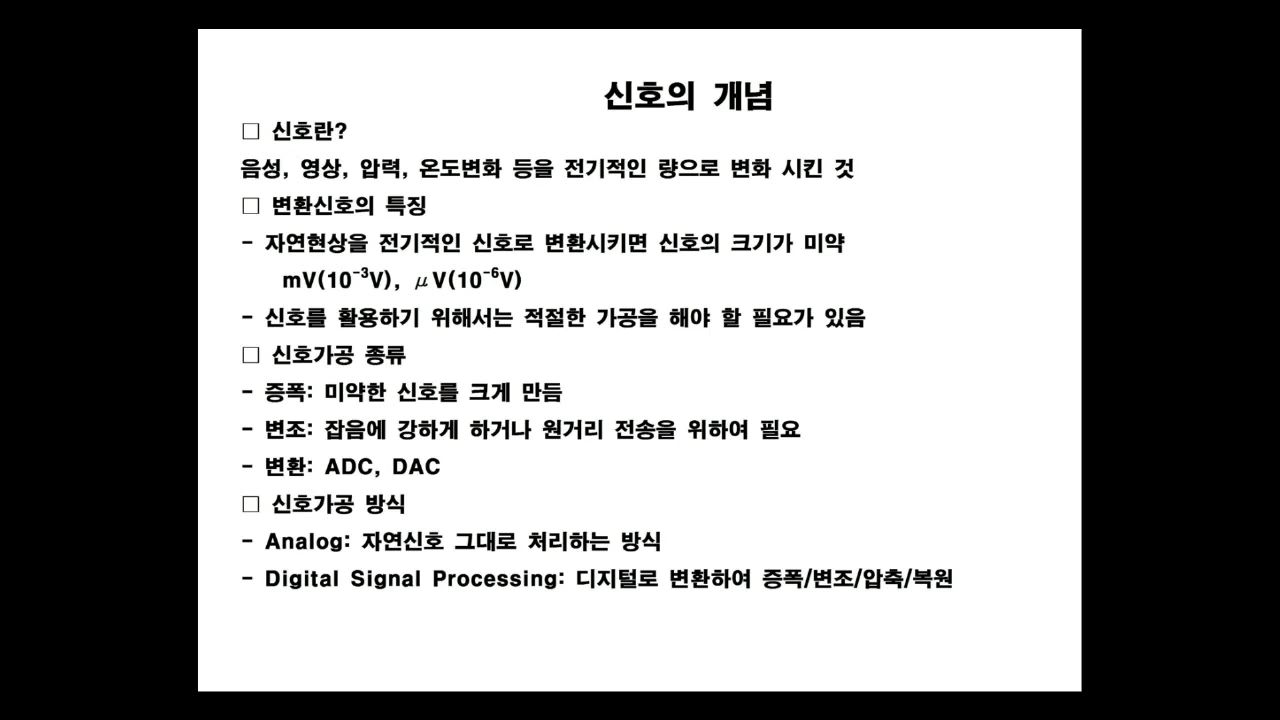 신호의 개념
□ 신호란?
음성, 영상, 압력, 온도변화 등을 전기적인 량으로 변화 시킨 것
□ 변환신호의 특징
- 자연현상을 전기적인 신호로 변환시키면 신호의 크기가 미약
mV(10⁻³V), μV(10⁻⁶V)
- 신호를 활용하기 위해서는 적절한 가공을 해야 할 필요가 있음
□ 신호가공 종류
- 증폭: 미약한 신호를 크게 만듬
- 변조: 잡음에 강하게 하거나 원거리 전송을 위하여 필요
- 변환: ADC, DAC
□ 신호가공 방식
- Analog: 자연신호 그대로 처리하는 방식
- Digital Signal Processing: 디지털로 변환하여 증폭/변조/압축/복원